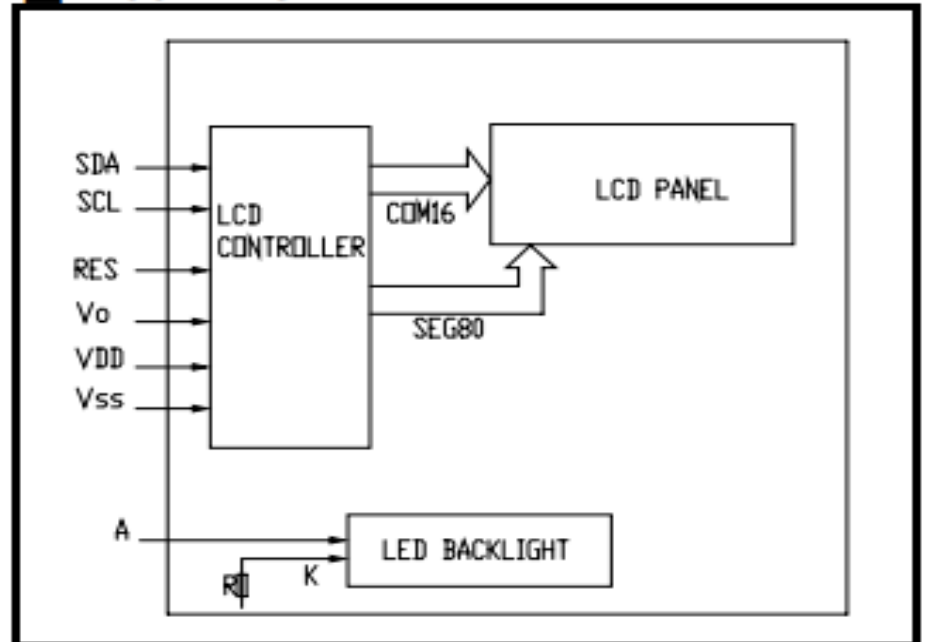 SDA
SCL
RES
Vo
VDD
Vss
LCD
CONTROLLER
COM16
SEG80
LCD PANEL
A
K
LED BACKLIGHT